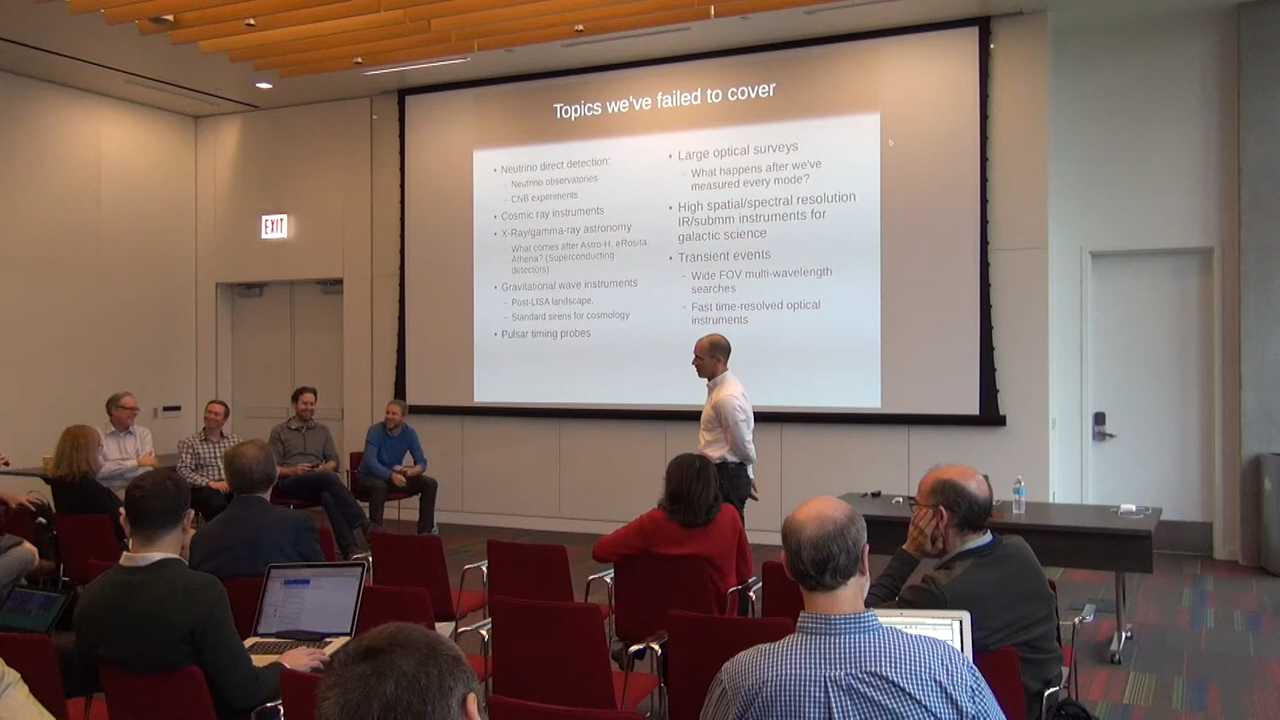 Topics we've failed to cover
• Neutrino direct detection:
– Neutrino observatories
– CNB experiments
• Cosmic ray instruments
• X-Ray/gamma-ray astronomy
What comes after Astro-H, eRosita,
Athena? (Superconducting
detectors)
• Gravitational wave instruments
– Post-LISA landscape,
– Standard sirens for cosmology
• Pulsar timing probes
• Large optical surveys
– What happens after we've
measured every mode?
• High spatial/spectral resolution
IR/submm instruments for
galactic science
• Transient events
– Wide FOV multi-wavelength
searches
– Fast time-resolved optical
instruments
EXIT